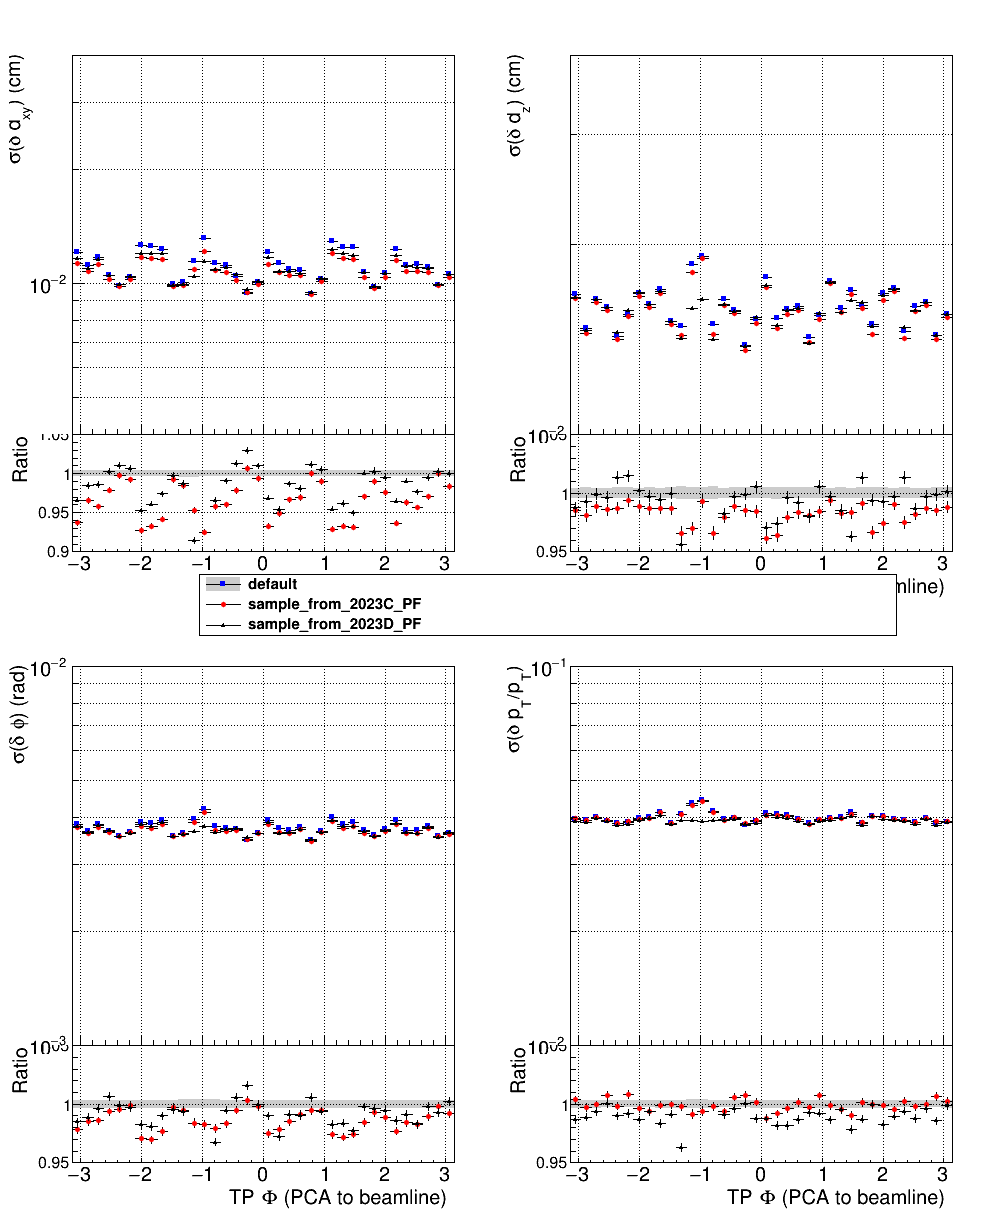 σ(δ d_xy) (cm)
10^-2
Ratio
1.05
1
0.95
0.9
−3 −2 −1 0 1 2 3
σ(δ d_z) (cm)
10^-2
Ratio
1
0.95
−3 −2 −1 0 1 2 3
mline)
default
sample_from_2023C_PF
sample_from_2023D_PF
σ(δ φ) (rad)
10^-2
10^-3
Ratio
1
0.95
−3 −2 −1 0 1 2 3
TP Φ (PCA to beamline)
σ(δ p_T/p_T)
10^-1
10^-2
Ratio
1
0.95
−3 −2 −1 0 1 2 3
TP Φ (PCA to beamline)